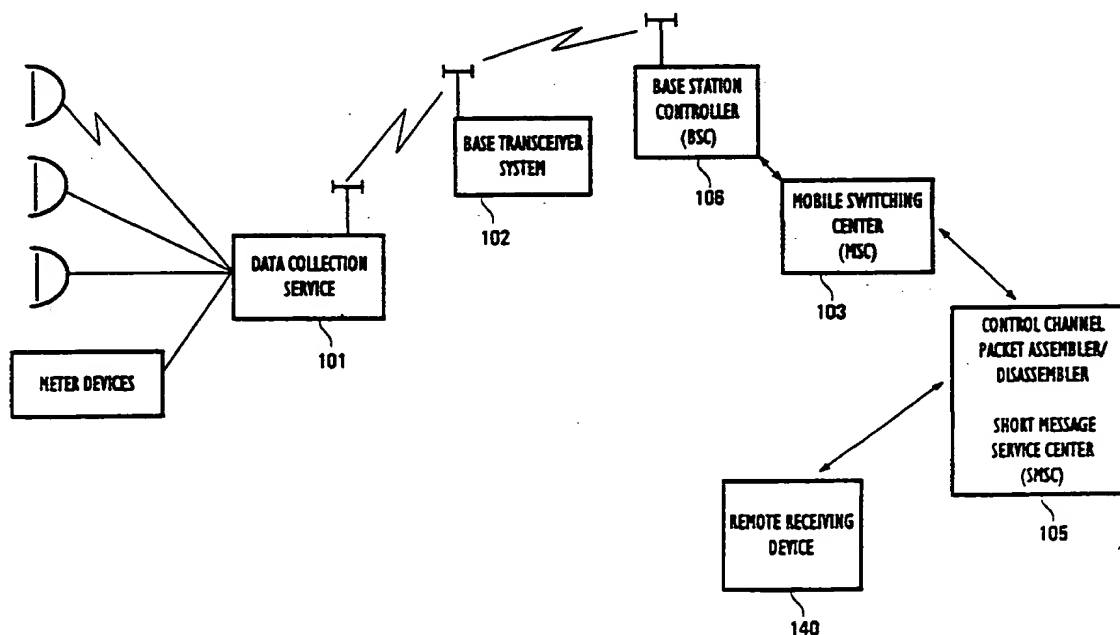 BASE STATION
CONTROLLER
(BSC)
106
BASE TRANSCEIVER
SYSTEM
102
MOBILE SWITCHING
CENTER
(MSC)
103
DATA COLLECTION
SERVICE
101
METER DEVICES
CONTROL CHANNEL
PACKET ASSEMBLER/
DISASSEMBLER
SHORT MESSAGE
SERVICE CENTER
(SMSC)
105
REMOTE RECEIVING
DEVICE
140